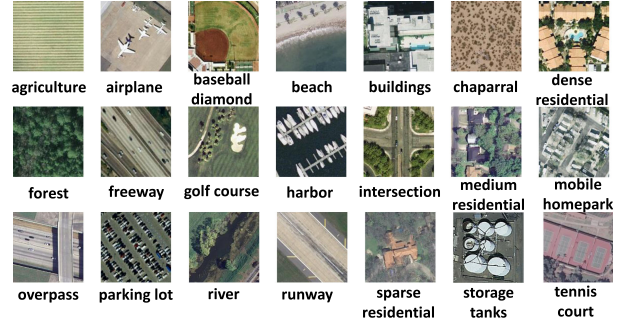 agriculture
airplane
baseball
diamond
beach
buildings
chaparral
dense
residential
forest
freeway
golf course
harbor
intersection
medium
residential
mobile
homepark
overpass
parking lot
river
runway
sparse
residential
storage
tanks
tennis
court